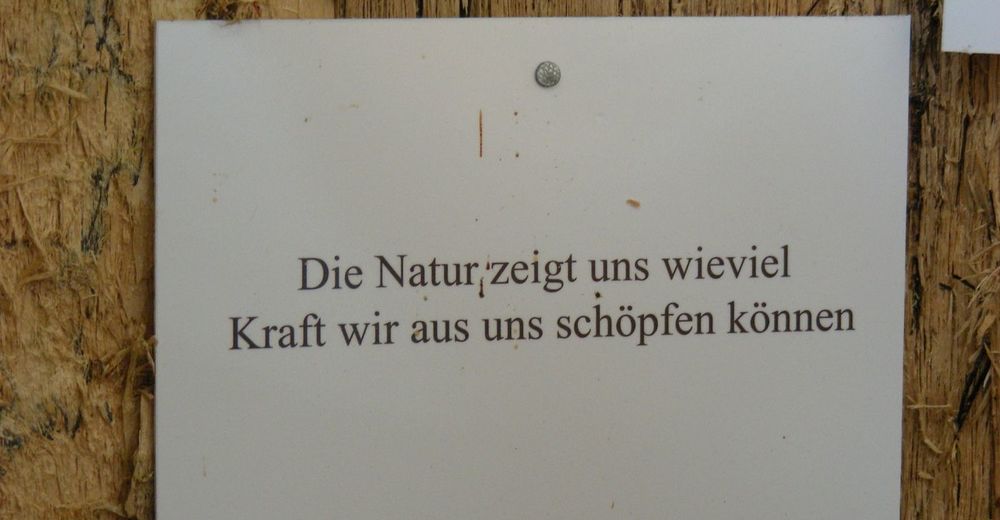 Die Natur zeigt uns wieviel
Kraft wir aus uns schöpfen können